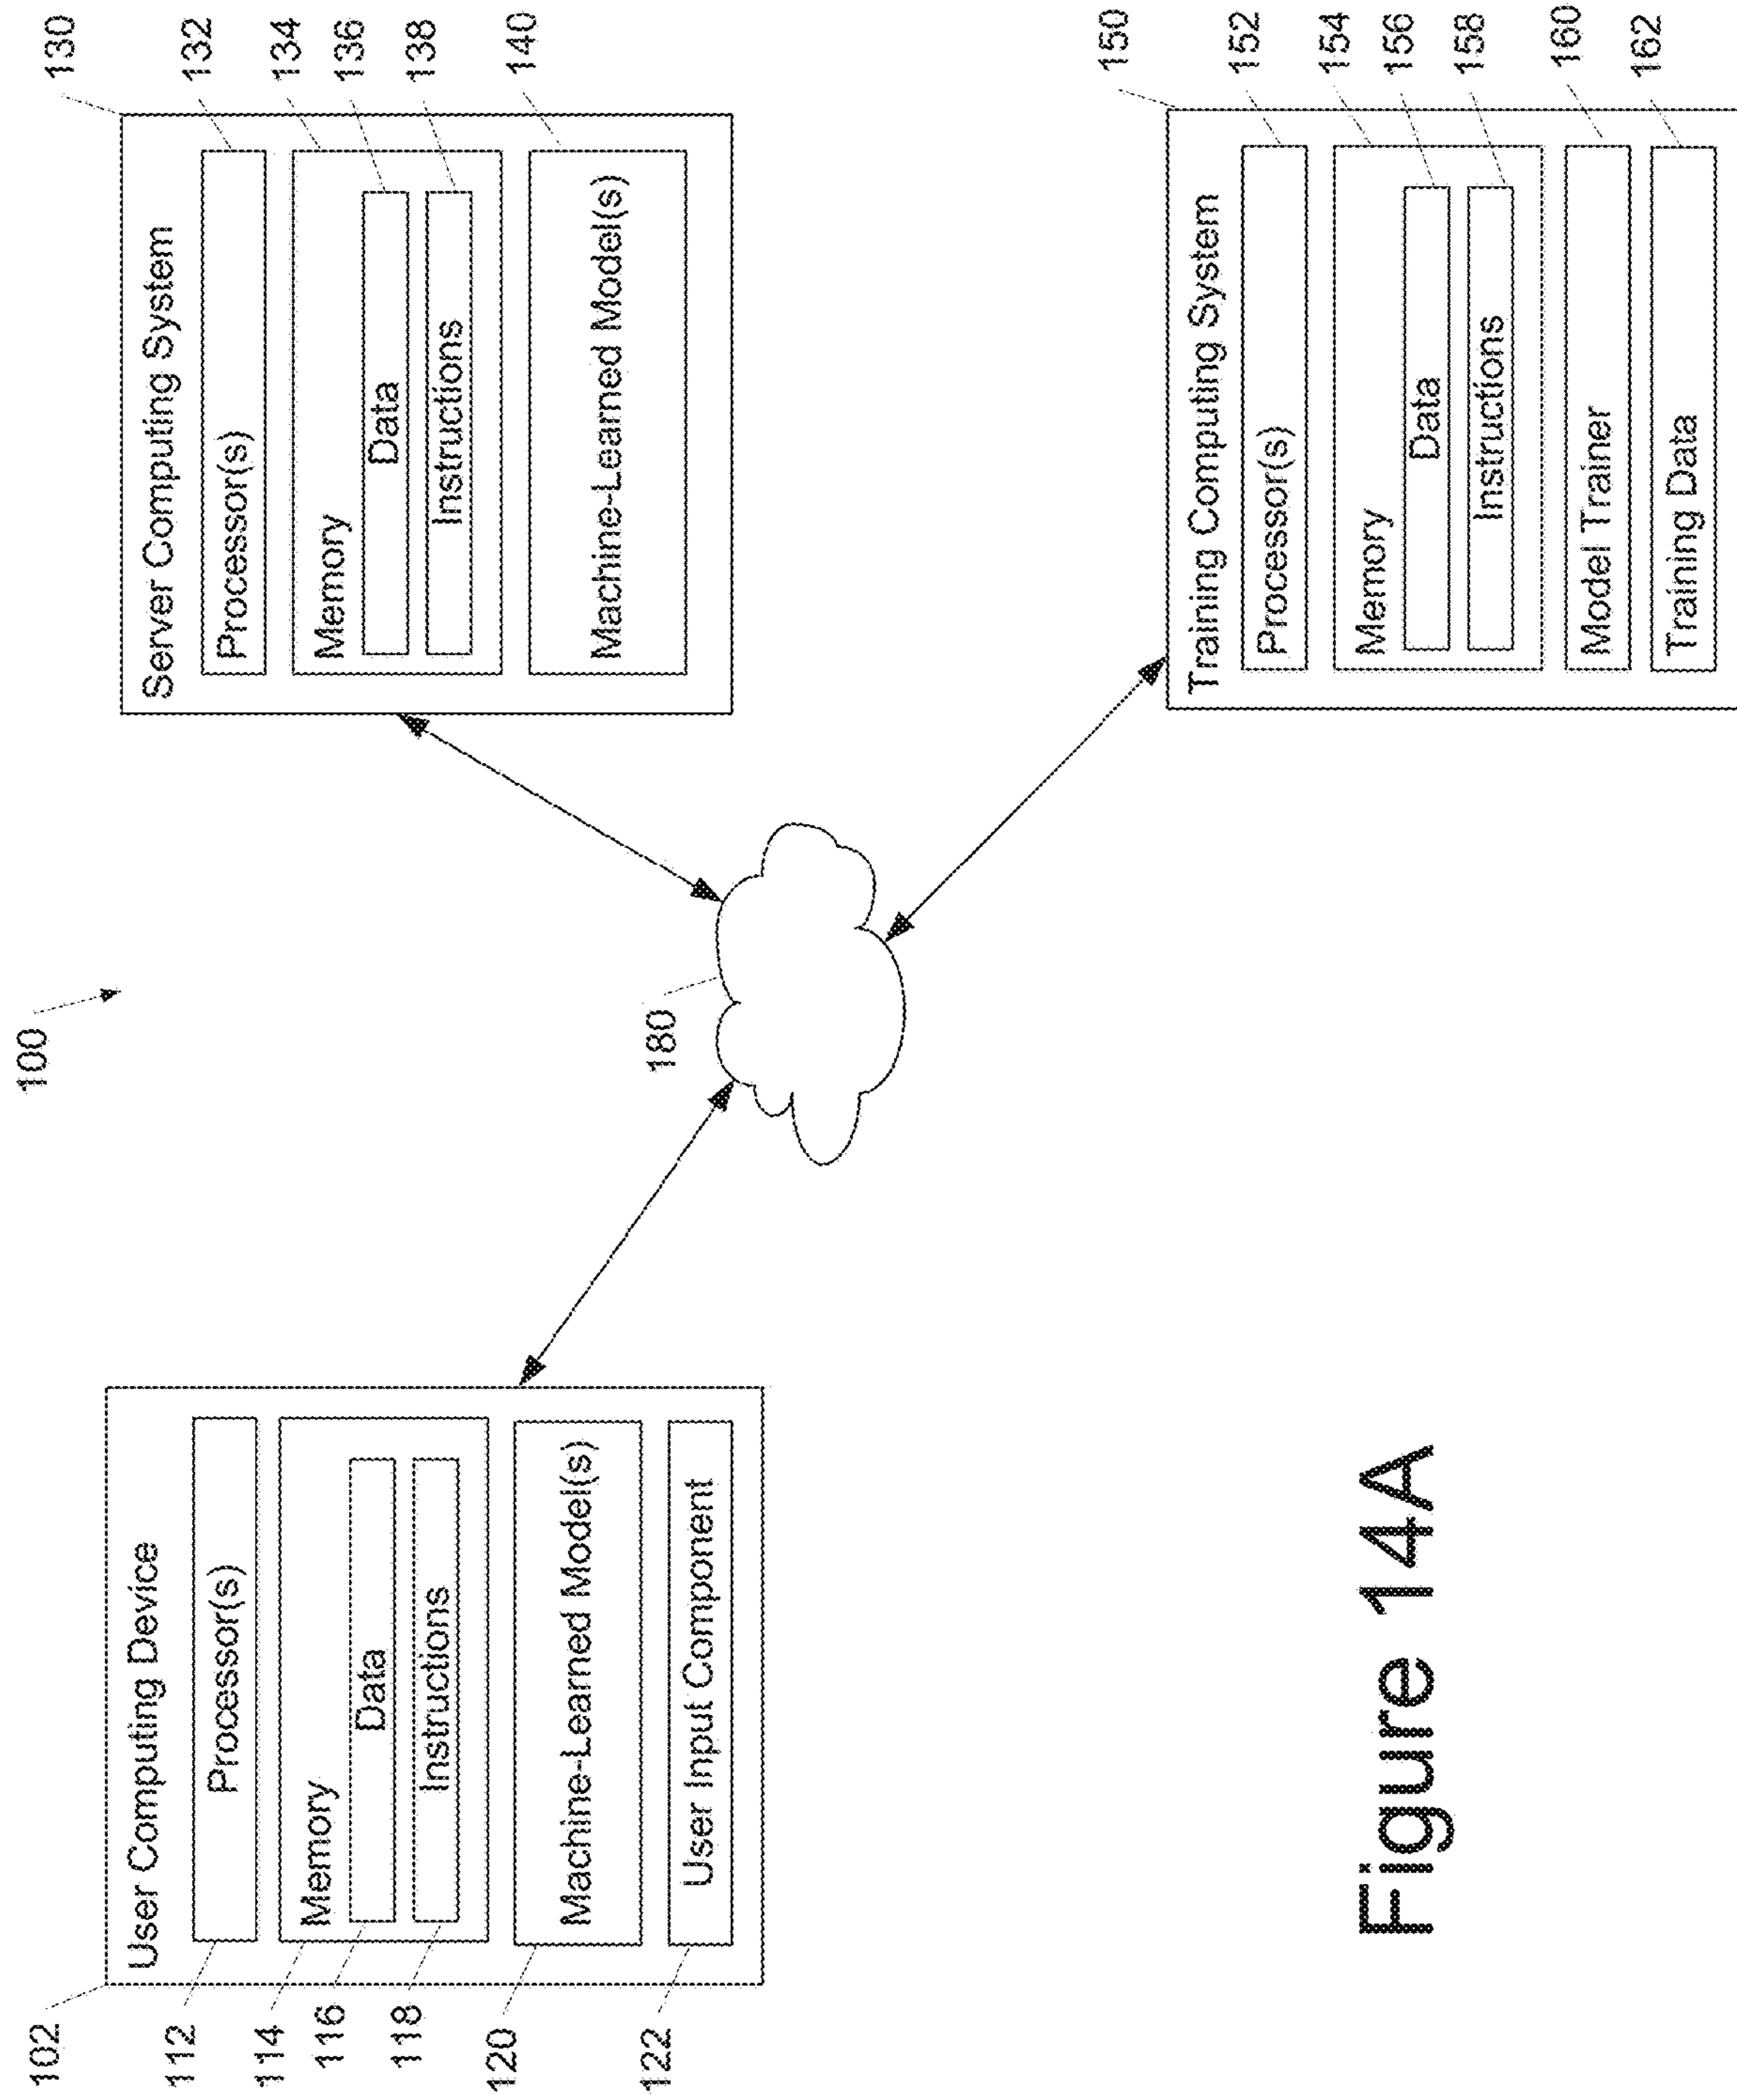 100
102
User Computing Device
112
Processor(s)
114
Memory
116
Data
118
Instructions
120
Machine-Learned Model(s)
122
User Input Component
180
130
Server Computing System
132
Processor(s)
134
Memory
136
Data
138
Instructions
140
Machine-Learned Model(s)
150
Training Computing System
152
Processor(s)
154
Memory
156
Data
158
Instructions
160
Model Trainer
162
Training Data
Figure 14A